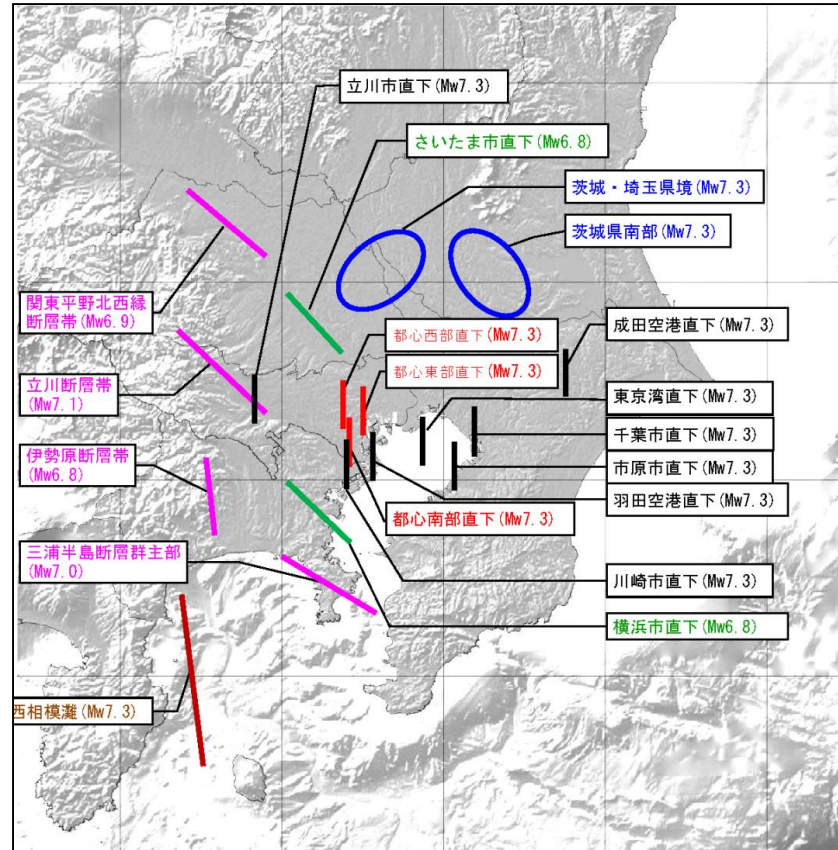 立川市直下(Mw7.3)
さいたま市直下(Mw6.8)
茨城・埼玉県境(Mw7.3)
茨城県南部(Mw7.3)
関東平野北西縁
断層帯(Mw6.9)
都心西部直下(Mw7.3)
成田空港直下(Mw7.3)
都心東部直下(Mw7.3)
立川断層帯
(Mw7.1)
東京湾直下(Mw7.3)
千葉市直下(Mw7.3)
伊勢原断層帯
(Mw6.8)
市原市直下(Mw7.3)
羽田空港直下(Mw7.3)
都心南部直下(Mw7.3)
三浦半島断層群主部
(Mw7.0)
川崎市直下(Mw7.3)
横浜市直下(Mw6.8)
西相模灘(Mw7.3)